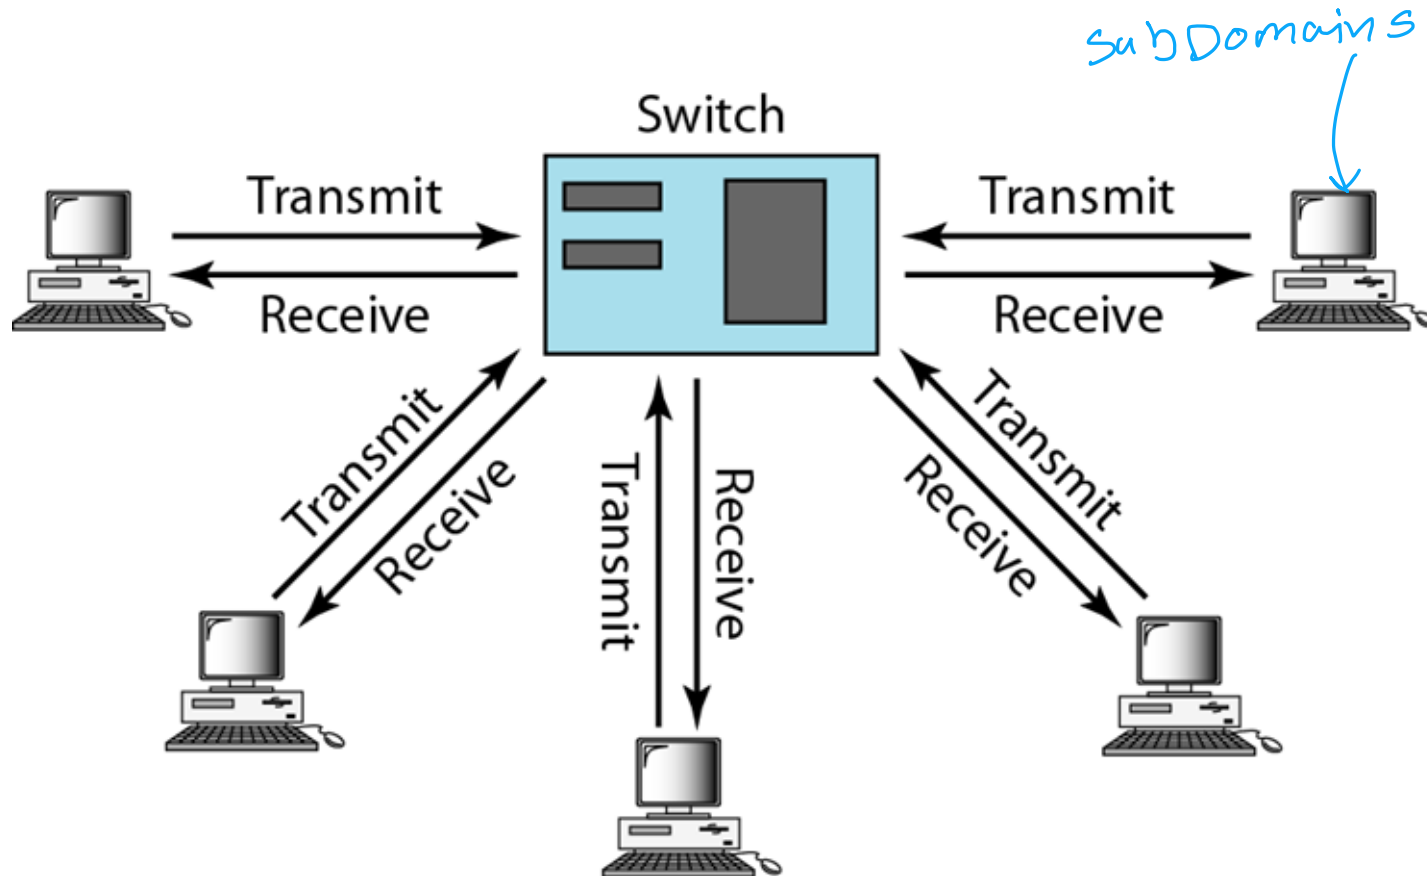 SubDomains
Switch
Transmit
Receive
Transmit
Receive
Transmit
Receive
Transmit
Receive
Transmit
Receive